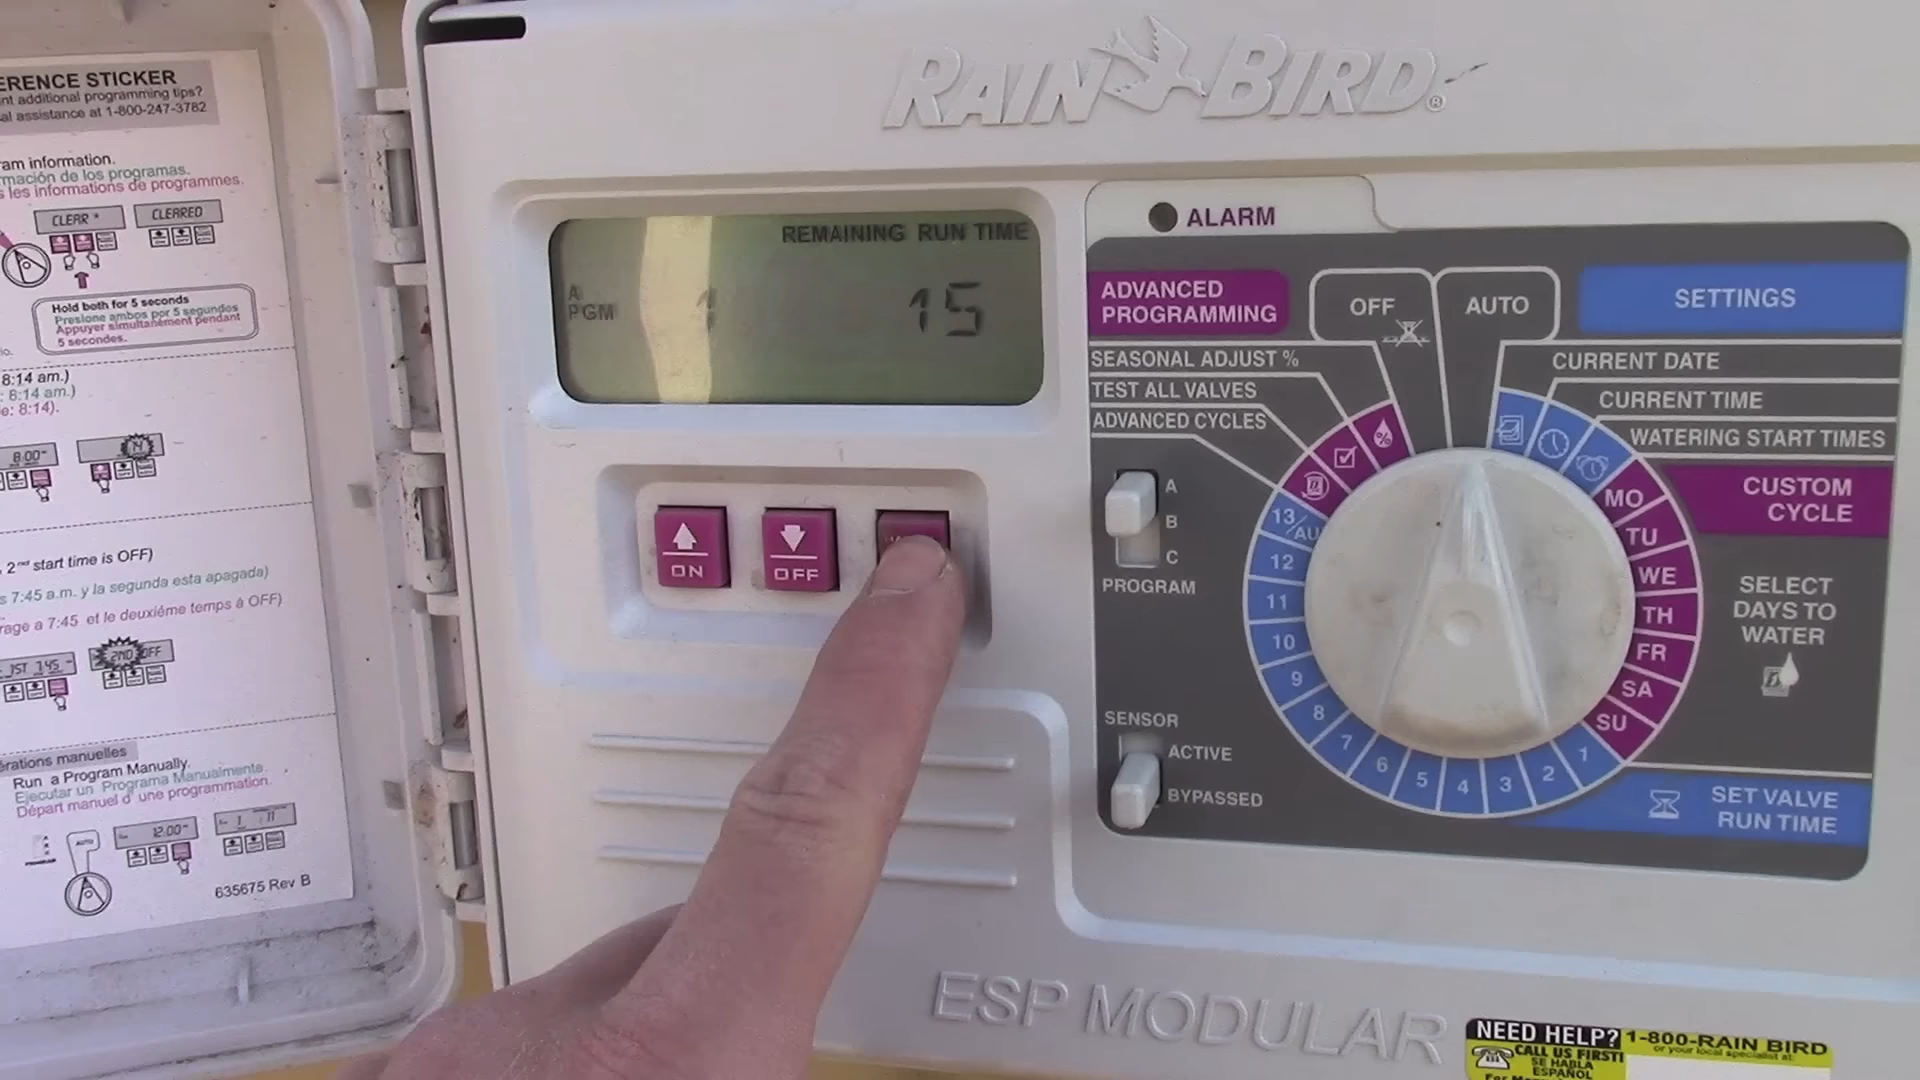 ERENCE STICKER
nt additional programming tips?
al assistance at 1-800-247-3782
am information.
mación de los programas.
s les informations de programmes.
CLEAR *
CLEARED
Hold both for 5 seconds
Presione ambos por 5 segundos
Appuyer simultanément pendant
5 secondes.
8:14 am.)
: 8:14 am.)
e: 8:14).
8:00
, 2nd start time is OFF)
s 7:45 a.m. y la segunda esta apagada)
rage a 7:45 et le deuxiéme temps à OFF)
1ST 7:45
2ND OFF
érations manuelles
Run a Program Manually.
Ejecutar un Programa Manualmente.
Départ manuel d' une programmation.
AUTO
12:00
635675 Rev B
RAIN BIRD®
REMAINING RUN TIME
A
PGM 1 15
ON
OFF
ALARM
ADVANCED
PROGRAMMING
OFF
AUTO
SETTINGS
SEASONAL ADJUST %
TEST ALL VALVES
ADVANCED CYCLES
CURRENT DATE
CURRENT TIME
WATERING START TIMES
CUSTOM
CYCLE
SELECT
DAYS TO
WATER
MO
TU
WE
TH
FR
SA
SU
1
2
3
4
5
6
7
8
9
10
11
12
13/AU
%
A
B
C
PROGRAM
SENSOR
ACTIVE
BYPASSED
SET VALVE
RUN TIME
ESP MODULAR
NEED HELP? 1-800-RAIN BIRD
or your local specialist at:
CALL US FIRST!
SE HABLA
ESPAÑOL